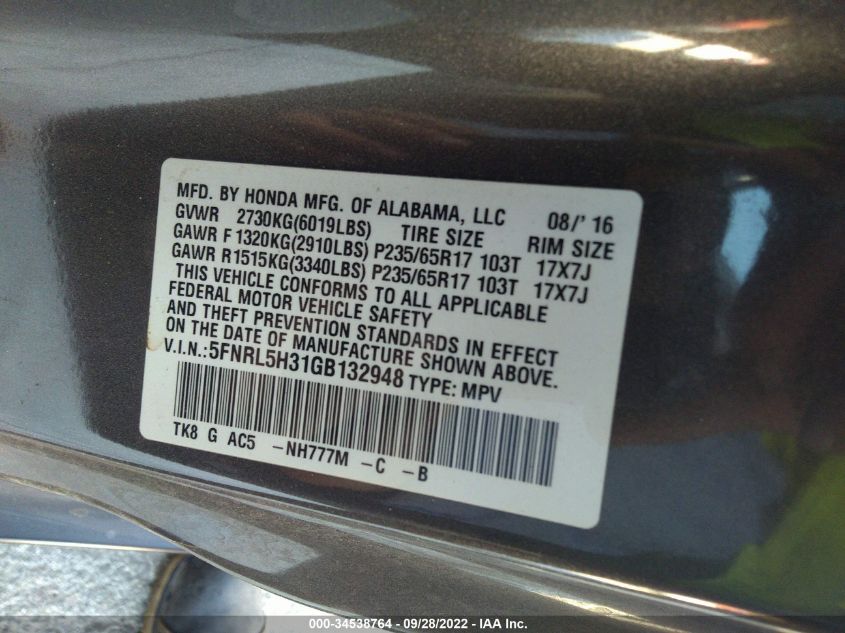 MFD. BY HONDA MFG. OF ALABAMA, LLC 08/' 16
GVWR 2730KG(6019LBS) TIRE SIZE RIM SIZE
GAWR F 1320KG(2910LBS) P235/65R17 103T 17X7J
GAWR R1515KG(3340LBS) P235/65R17 103T 17X7J
THIS VEHICLE CONFORMS TO ALL APPLICABLE
FEDERAL MOTOR VEHICLE SAFETY
AND THEFT PREVENTION STANDARDS IN EFFECT
ON THE DATE OF MANUFACTURE SHOWN ABOVE.
V.I.N.:5FNRL5H31GB132948 TYPE: MPV
TK8 G AC5 -NH777M -C -B
000-34538764 - 09/28/2022 - IAA Inc.